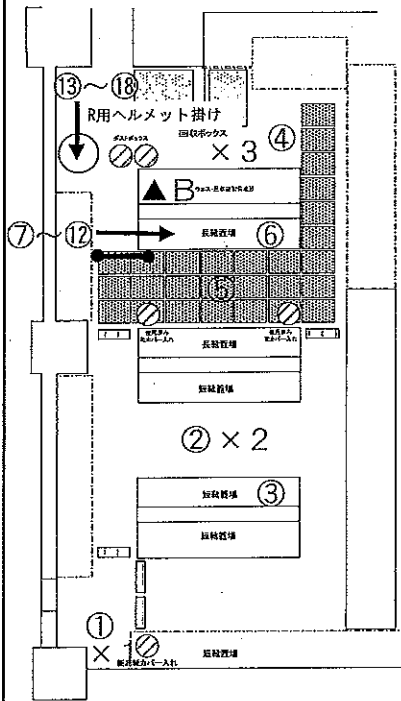 ⑬～⑱
R用ヘルメット掛け
ダストボックス
回収ボックス
×3
④
▲B
⑦～⑫
長靴置場
⑥
⑤
長靴置場
短靴置場
②×2
短靴置場
③
短靴置場
①
×1
短靴置場